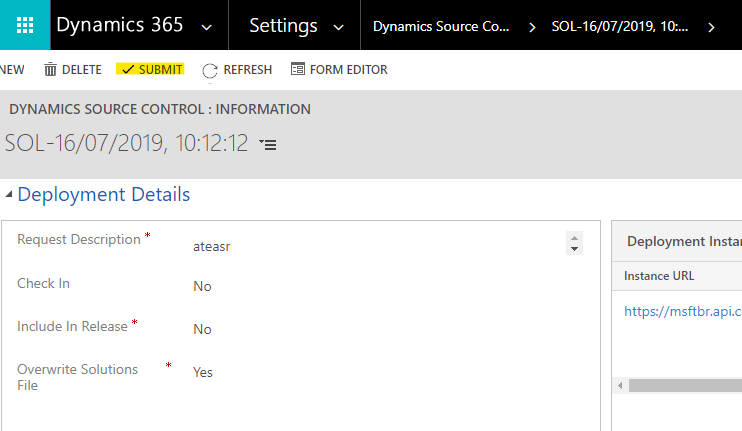 Dynamics 365 Settings Dynamics Source Co... SOL-16/07/2019, 10:...
NEW DELETE SUBMIT REFRESH FORM EDITOR
DYNAMICS SOURCE CONTROL : INFORMATION
SOL-16/07/2019, 10:12:12
Deployment Details
Request Description * ateasr
Check In No
Include In Release * No
Overwrite Solutions File * Yes
Deployment Instan
Instance URL
https://msftbr.api.c